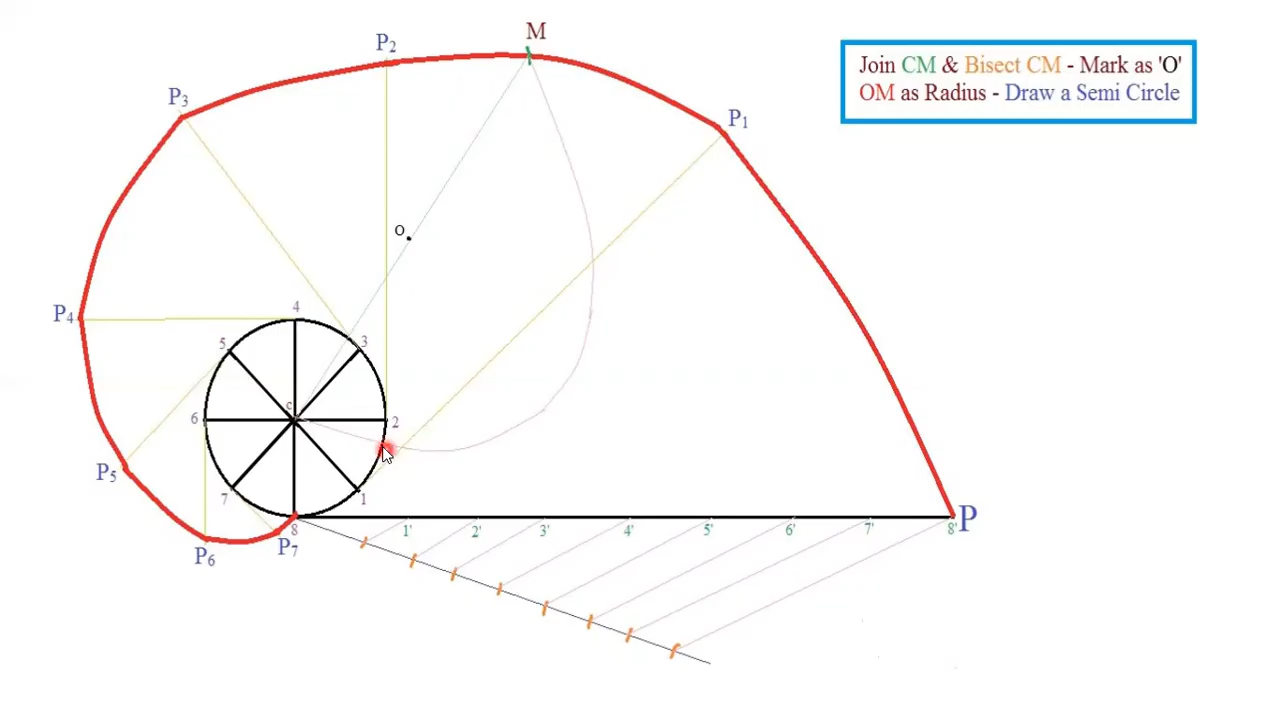 M
P2
P3
P1
Join CM & Bisect CM - Mark as 'O'
OM as Radius - Draw a Semi Circle
O
P4
4
5
3
c
6
2
P5
7
1
8
1'
2'
3'
4'
5'
6'
7'
8'
P
P6
P7